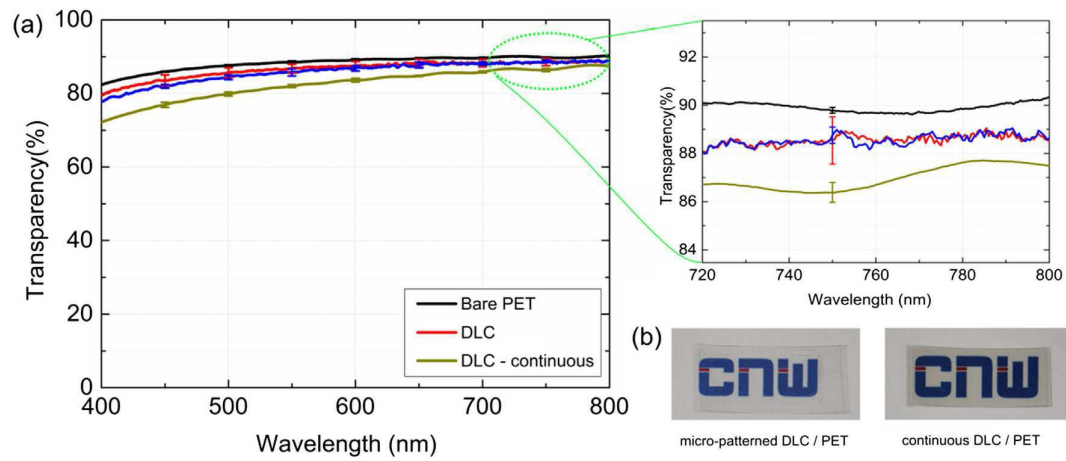 (a)
100
80
60
40
20
0
Transparency(%)
400
500
600
700
800
Wavelength (nm)
Bare PET
DLC
DLC - continuous
92
90
88
86
84
Transparency(%)
720
740
760
780
800
Wavelength (nm)
(b)
CNW
CNW
micro-patterned DLC / PET
continuous DLC / PET